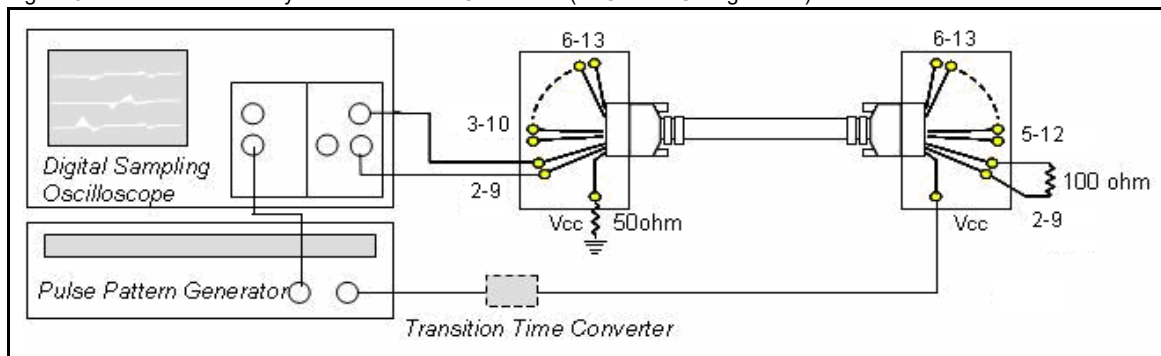 6-13
6-13
3-10
5-12
Digital Sampling
Oscilloscope
100 ohm
2-9
2-9
Vcc
50ohm
Vcc
Pulse Pattern Generator
Transition Time Converter